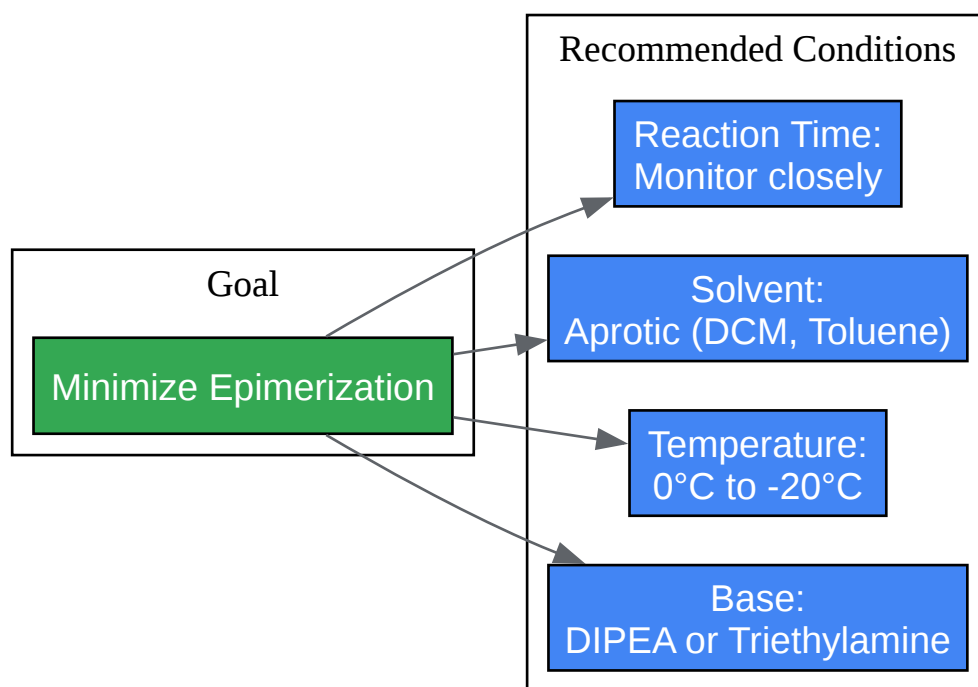 Goal
Minimize Epimerization
Recommended Conditions
Reaction Time:
Monitor closely
Solvent:
Aprotic (DCM, Toluene)
Temperature:
0°C to -20°C
Base:
DIPEA or Triethylamine